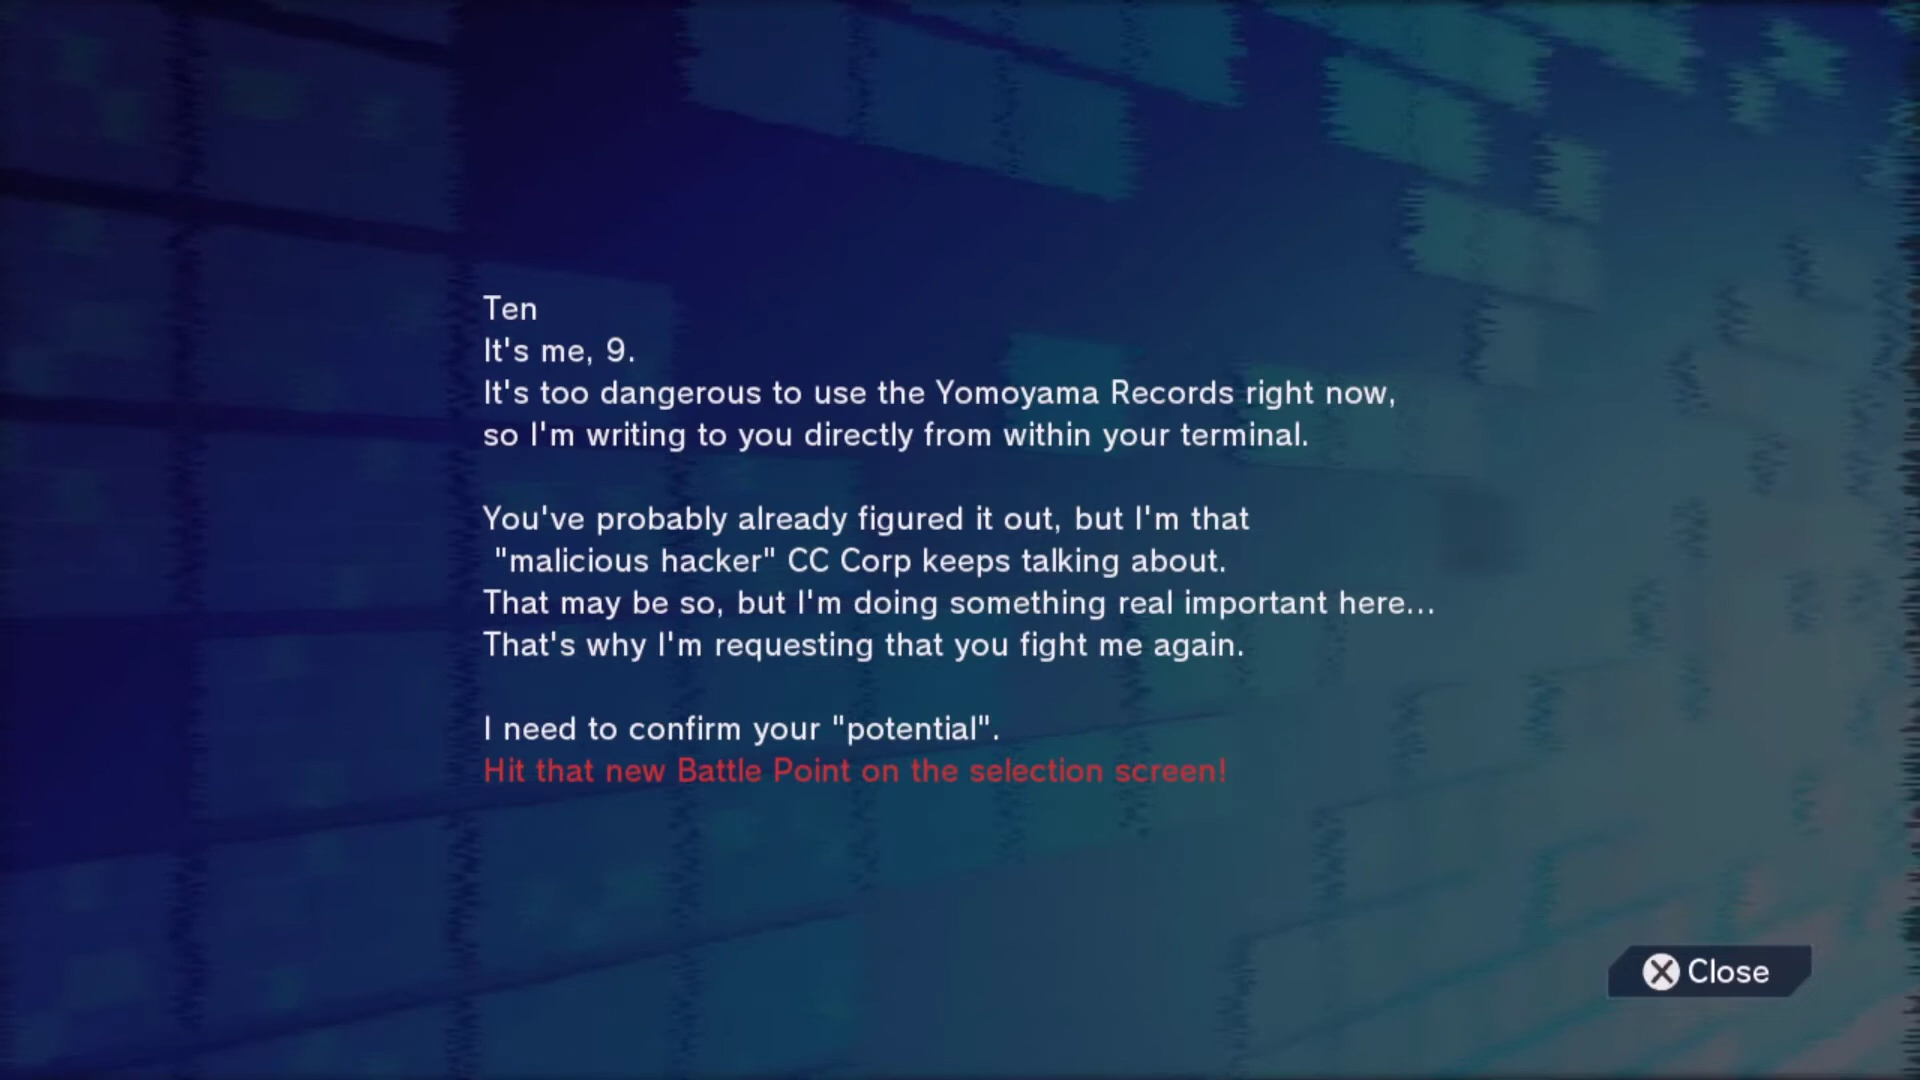 Ten
It's me, 9.
It's too dangerous to use the Yomoyama Records right now,
so I'm writing to you directly from within your terminal.
You've probably already figured it out, but I'm that
"malicious hacker" CC Corp keeps talking about.
That may be so, but I'm doing something real important here...
That's why I'm requesting that you fight me again.
I need to confirm your "potential".
Hit that new Battle Point on the selection screen!
Close